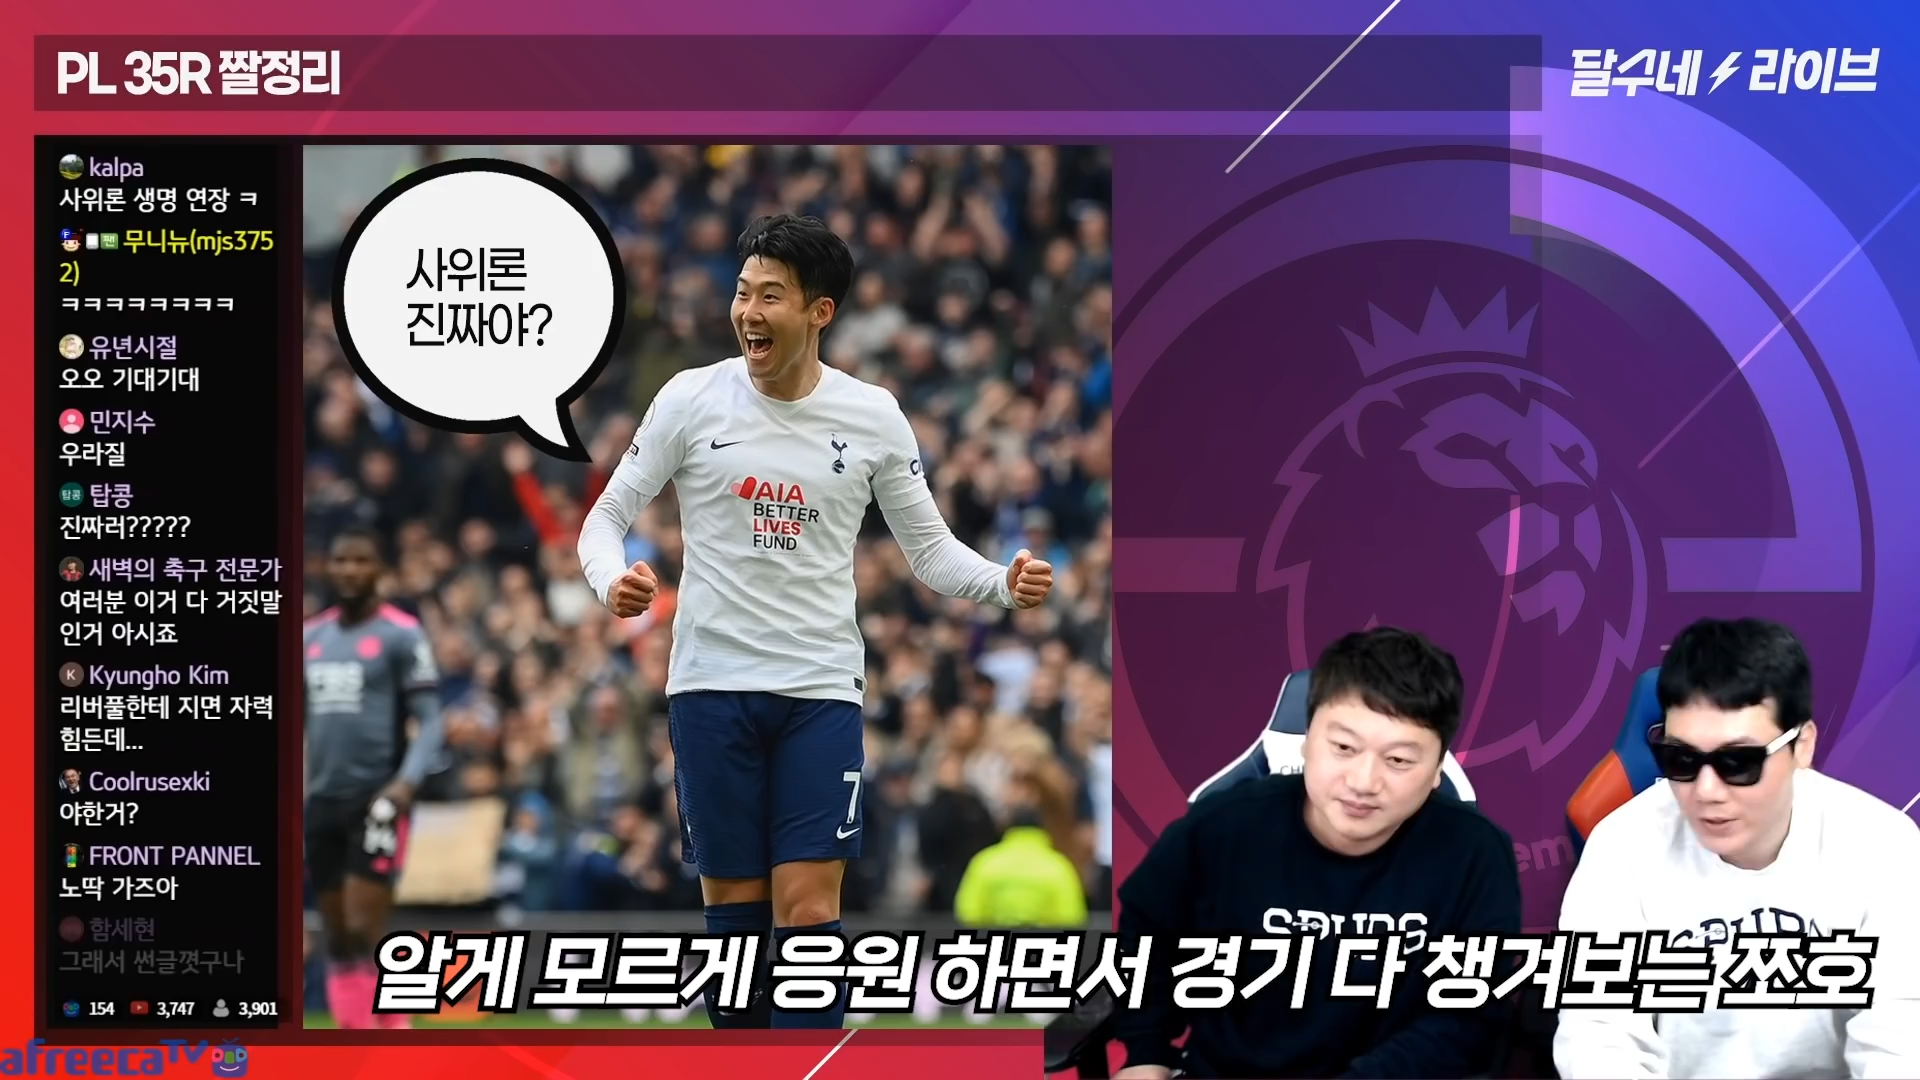 PL 35R 짤정리
달수네 라이브
kalpa
사위론 생명 연장 ㅋ
무니뉴(mjs375
2)
ㅋㅋㅋㅋㅋㅋㅋㅋ
유년시절
오오 기대기대
민지수
우라질
탑콩 탑콩
진짜러?????
새벽의 축구 전문가
여러분 이거 다 거짓말
인거 아시죠
K Kyungho Kim
리버풀한테 지면 자력
힘든데...
Coolrusexki
야한거?
FRONT PANNEL
노딱 가즈아
함세현
그래서 썬글꼈구나
154 3,747 3,901
afreecaTV
사위론
진짜야?
AIA
BETTER
LIVES
FUND
7
SPURS
알게 모르게 응원 하면서 경기 다 챙겨보는 쪼호